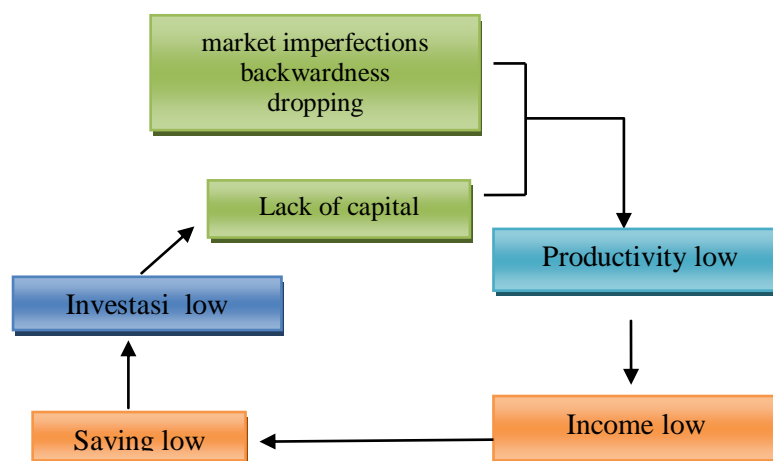 market imperfections
backwardness
dropping
Lack of capital
Productivity low
Investasi low
Income low
Saving low